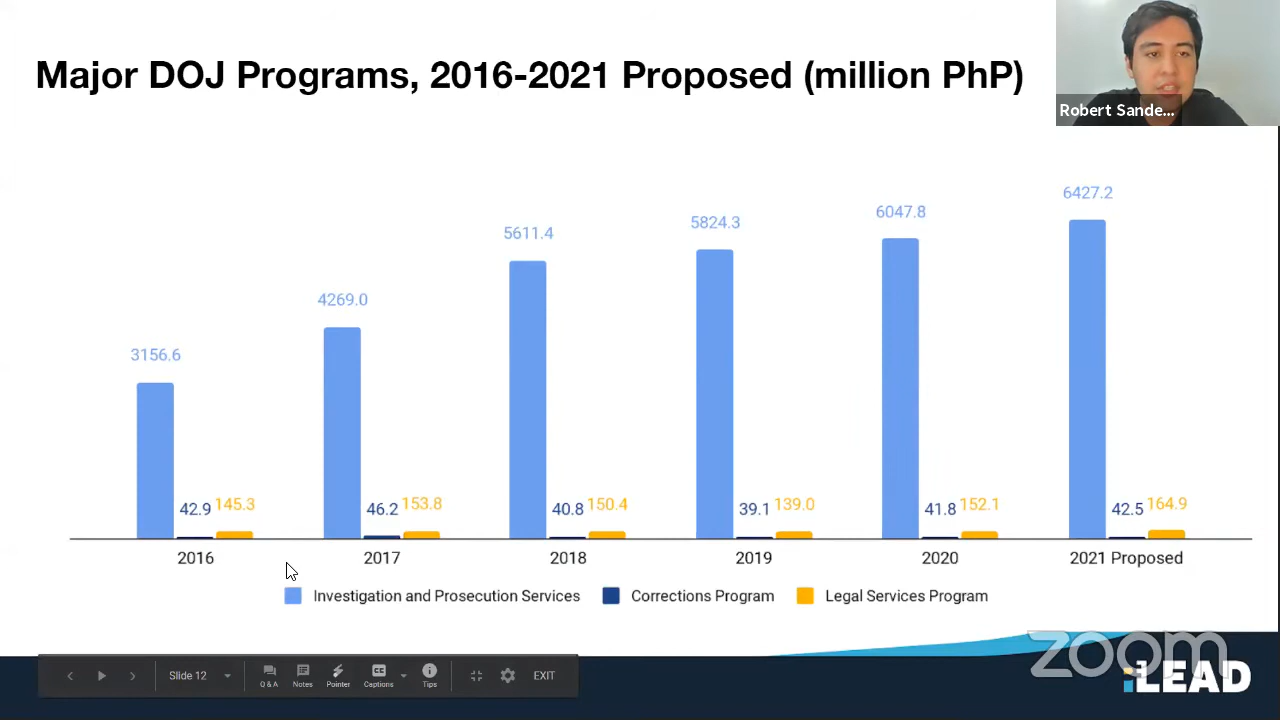 Major DOJ Programs, 2016-2021 Proposed (million PhP)
Robert Sande...
6427.2
6047.8
5824.3
5611.4
4269.0
3156.6
42.9 145.3
46.2 153.8
40.8 150.4
39.1 139.0
41.8 152.1
42.5 164.9
2016 2017 2018 2019 2020 2021 Proposed
Investigation and Prosecution Services Corrections Program Legal Services Program
zoom
iLEAD
Slide 12 Q & A Notes Pointer CC Captions Tips EXIT